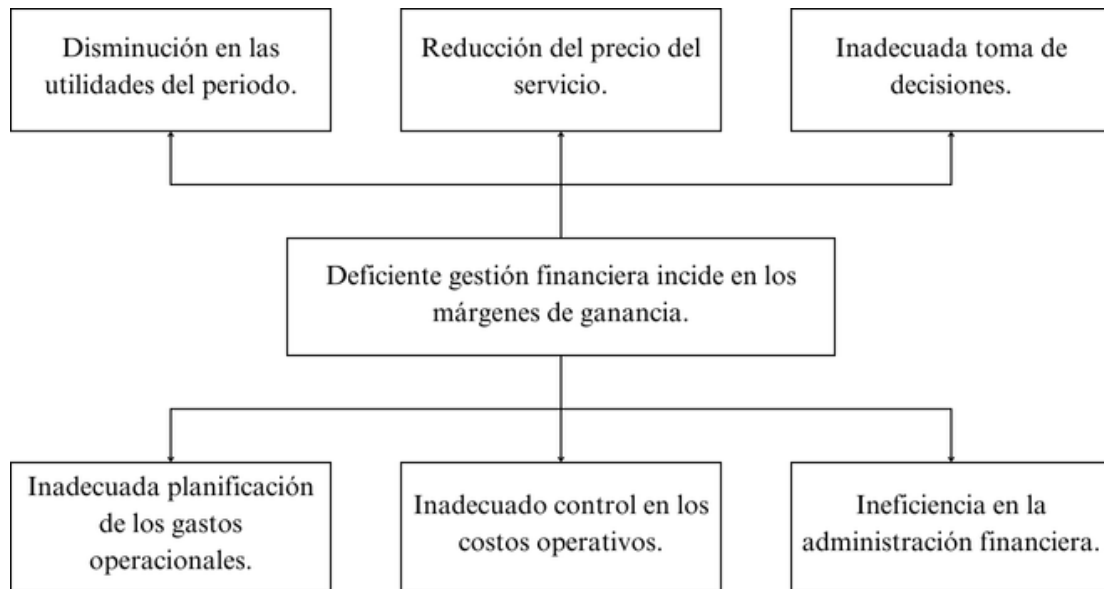 Disminución en las
utilidades del periodo.
Reducción del precio del
servicio.
Inadecuada toma de
decisiones.
Deficiente gestión financiera incide en los
márgenes de ganancia.
Inadecuada planificación
de los gastos
operacionales.
Inadecuado control en los
costos operativos.
Ineficiencia en la
administración financiera.